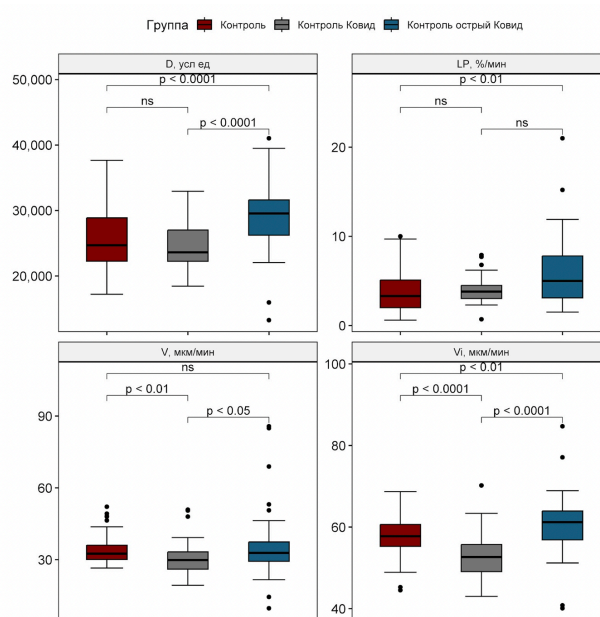 Группа Контроль Контроль Ковид Контроль острый Ковид
D, усл ед
LP, %/мин
50,000
40,000
30,000
20,000
p < 0.0001
ns
p < 0.0001
20
10
0
p < 0.01
ns
ns
V, мкм/мин
Vi, мкм/мин
90
60
30
ns
p < 0.01
p < 0.05
100
80
60
40
p < 0.01
p < 0.0001
p < 0.0001